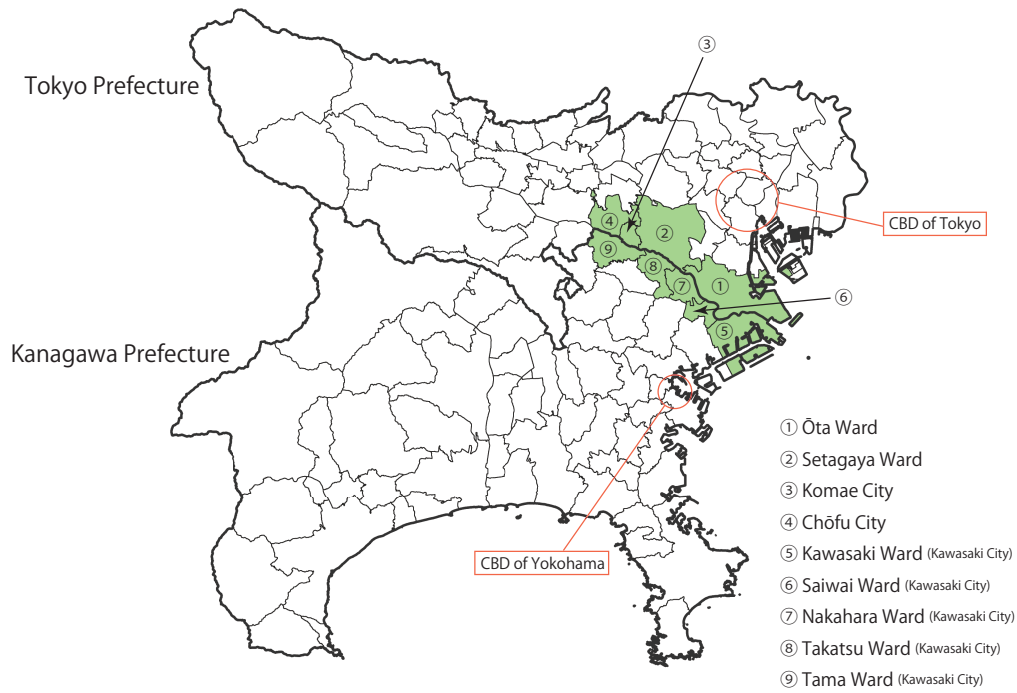 ③
Tokyo Prefecture
④
②
CBD of Tokyo
⑨
⑧
⑦
①
⑥
⑤
Kanagawa Prefecture
CBD of Yokohama
① Ōta Ward
② Setagaya Ward
③ Komae City
④ Chōfu City
⑤ Kawasaki Ward (Kawasaki City)
⑥ Saiwai Ward (Kawasaki City)
⑦ Nakahara Ward (Kawasaki City)
⑧ Takatsu Ward (Kawasaki City)
⑨ Tama Ward (Kawasaki City)